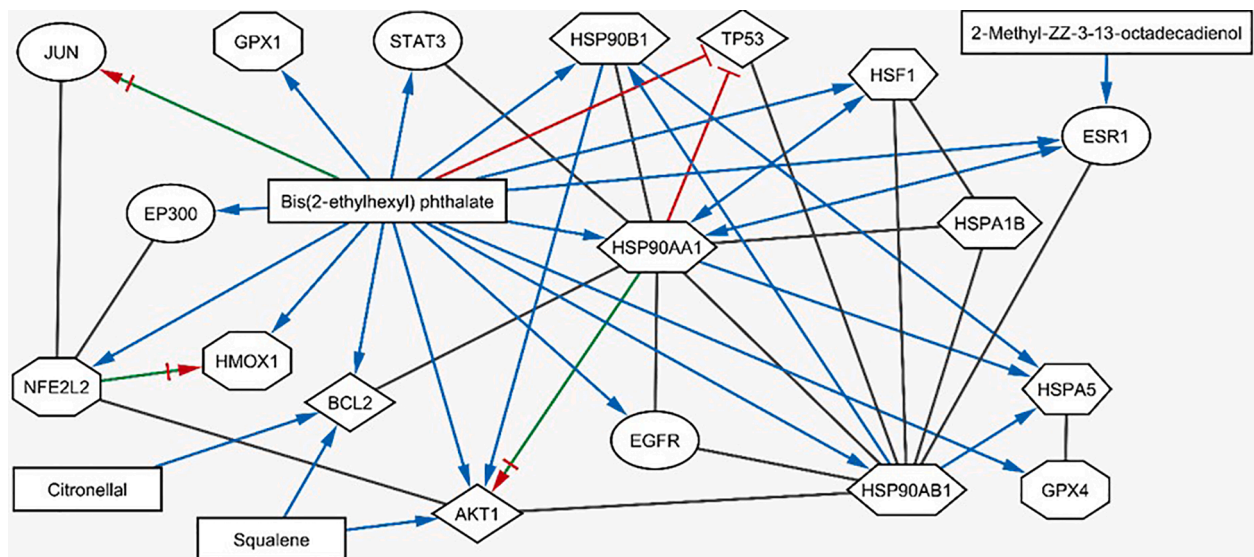 2-Methyl-ZZ-3-13-octadecadienol
JUN
GPX1
STAT3
HSP90B1
TP53
HSF1
ESR1
Bis(2-ethylhexyl) phthalate
EP300
HSP90AA1
HSPA1B
NFE2L2
HMOX1
BCL2
HSPA5
EGFR
Citronellal
HSP90AB1
GPX4
AKT1
Squalene